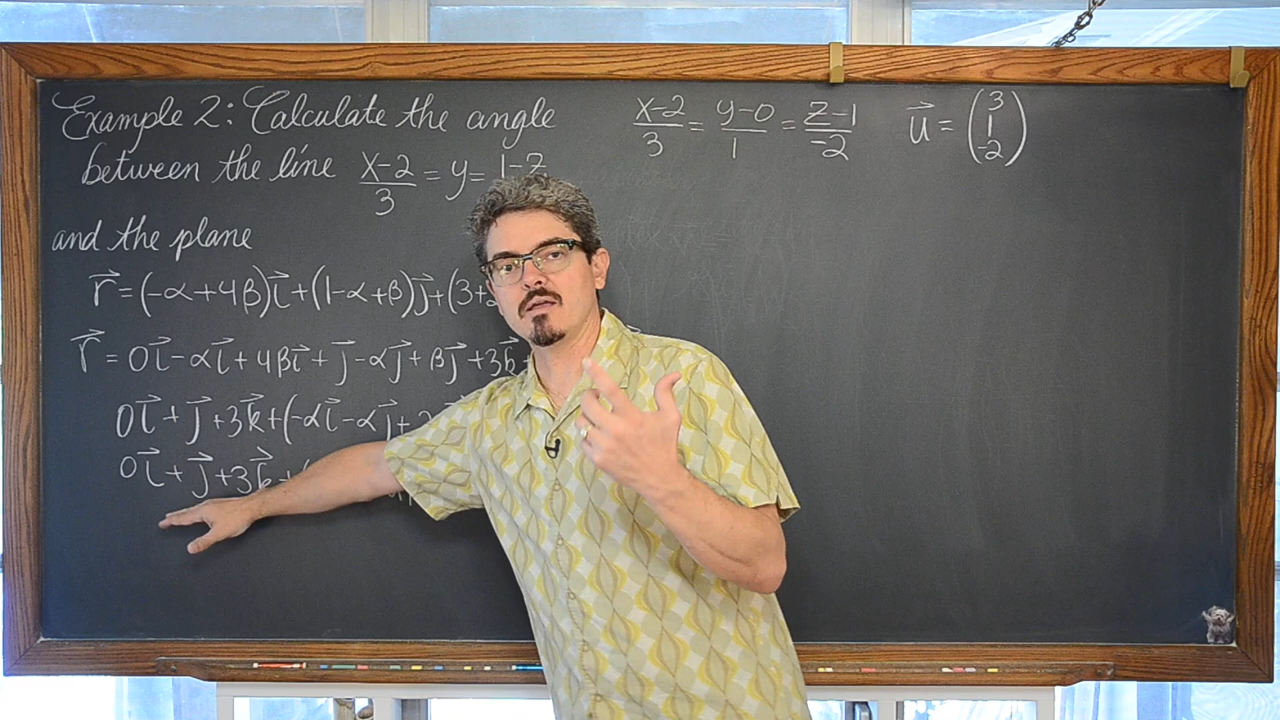 Example 2: Calculate the angle
between the line x-2/3 = y = 1-z
and the plane
r⃗ = (-α+4β)i⃗ + (1-α+β)j⃗ + (3+
r⃗ = 0i⃗ - αi⃗ + 4βi⃗ + j⃗ - αj⃗ + βj⃗ + 3k⃗
0i⃗ + j⃗ + 3k⃗ + (-αi⃗ - αj⃗ +
0i⃗ + j⃗ + 3k⃗ +
x-2/3 = y-0/1 = z-1/-2 u⃗ = (3 1 -2)